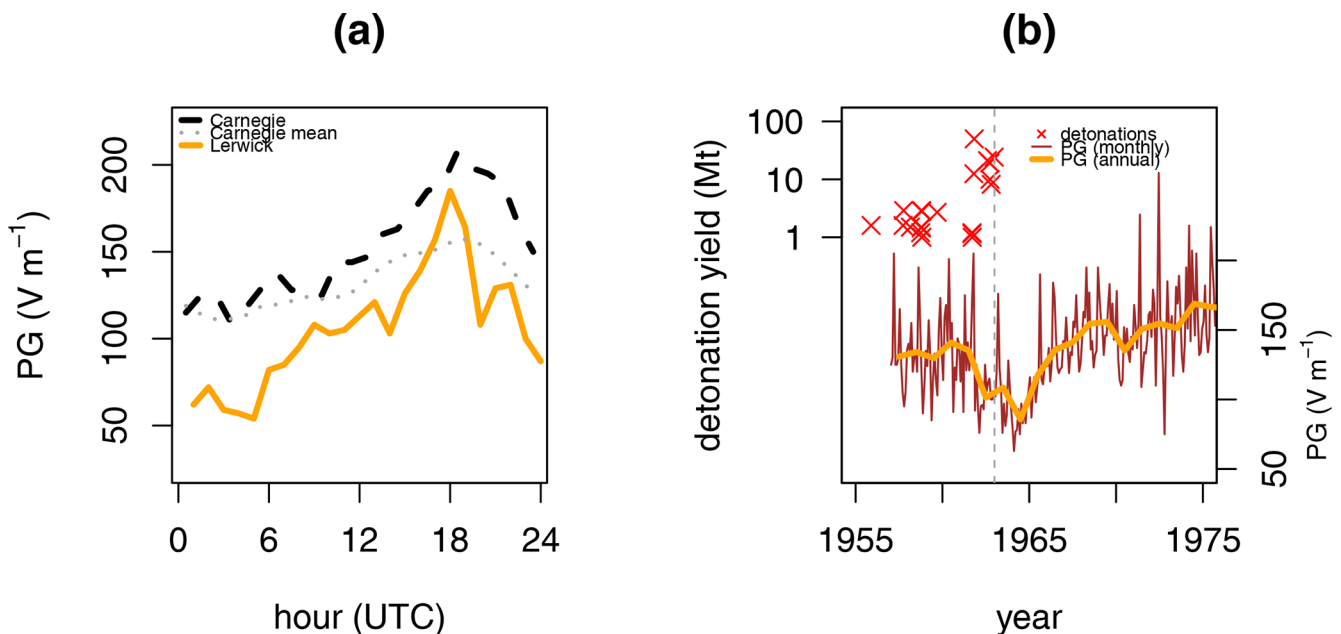 (a)
Carnegie
Carnegie mean
Lerwick
PG (V m⁻¹)
200
150
100
50
0 6 12 18 24
hour (UTC)
(b)
detonations
PG (monthly)
PG (annual)
detonation yield (Mt)
100
10
1
150
50
PG (V m⁻¹)
1955 1965 1975
year